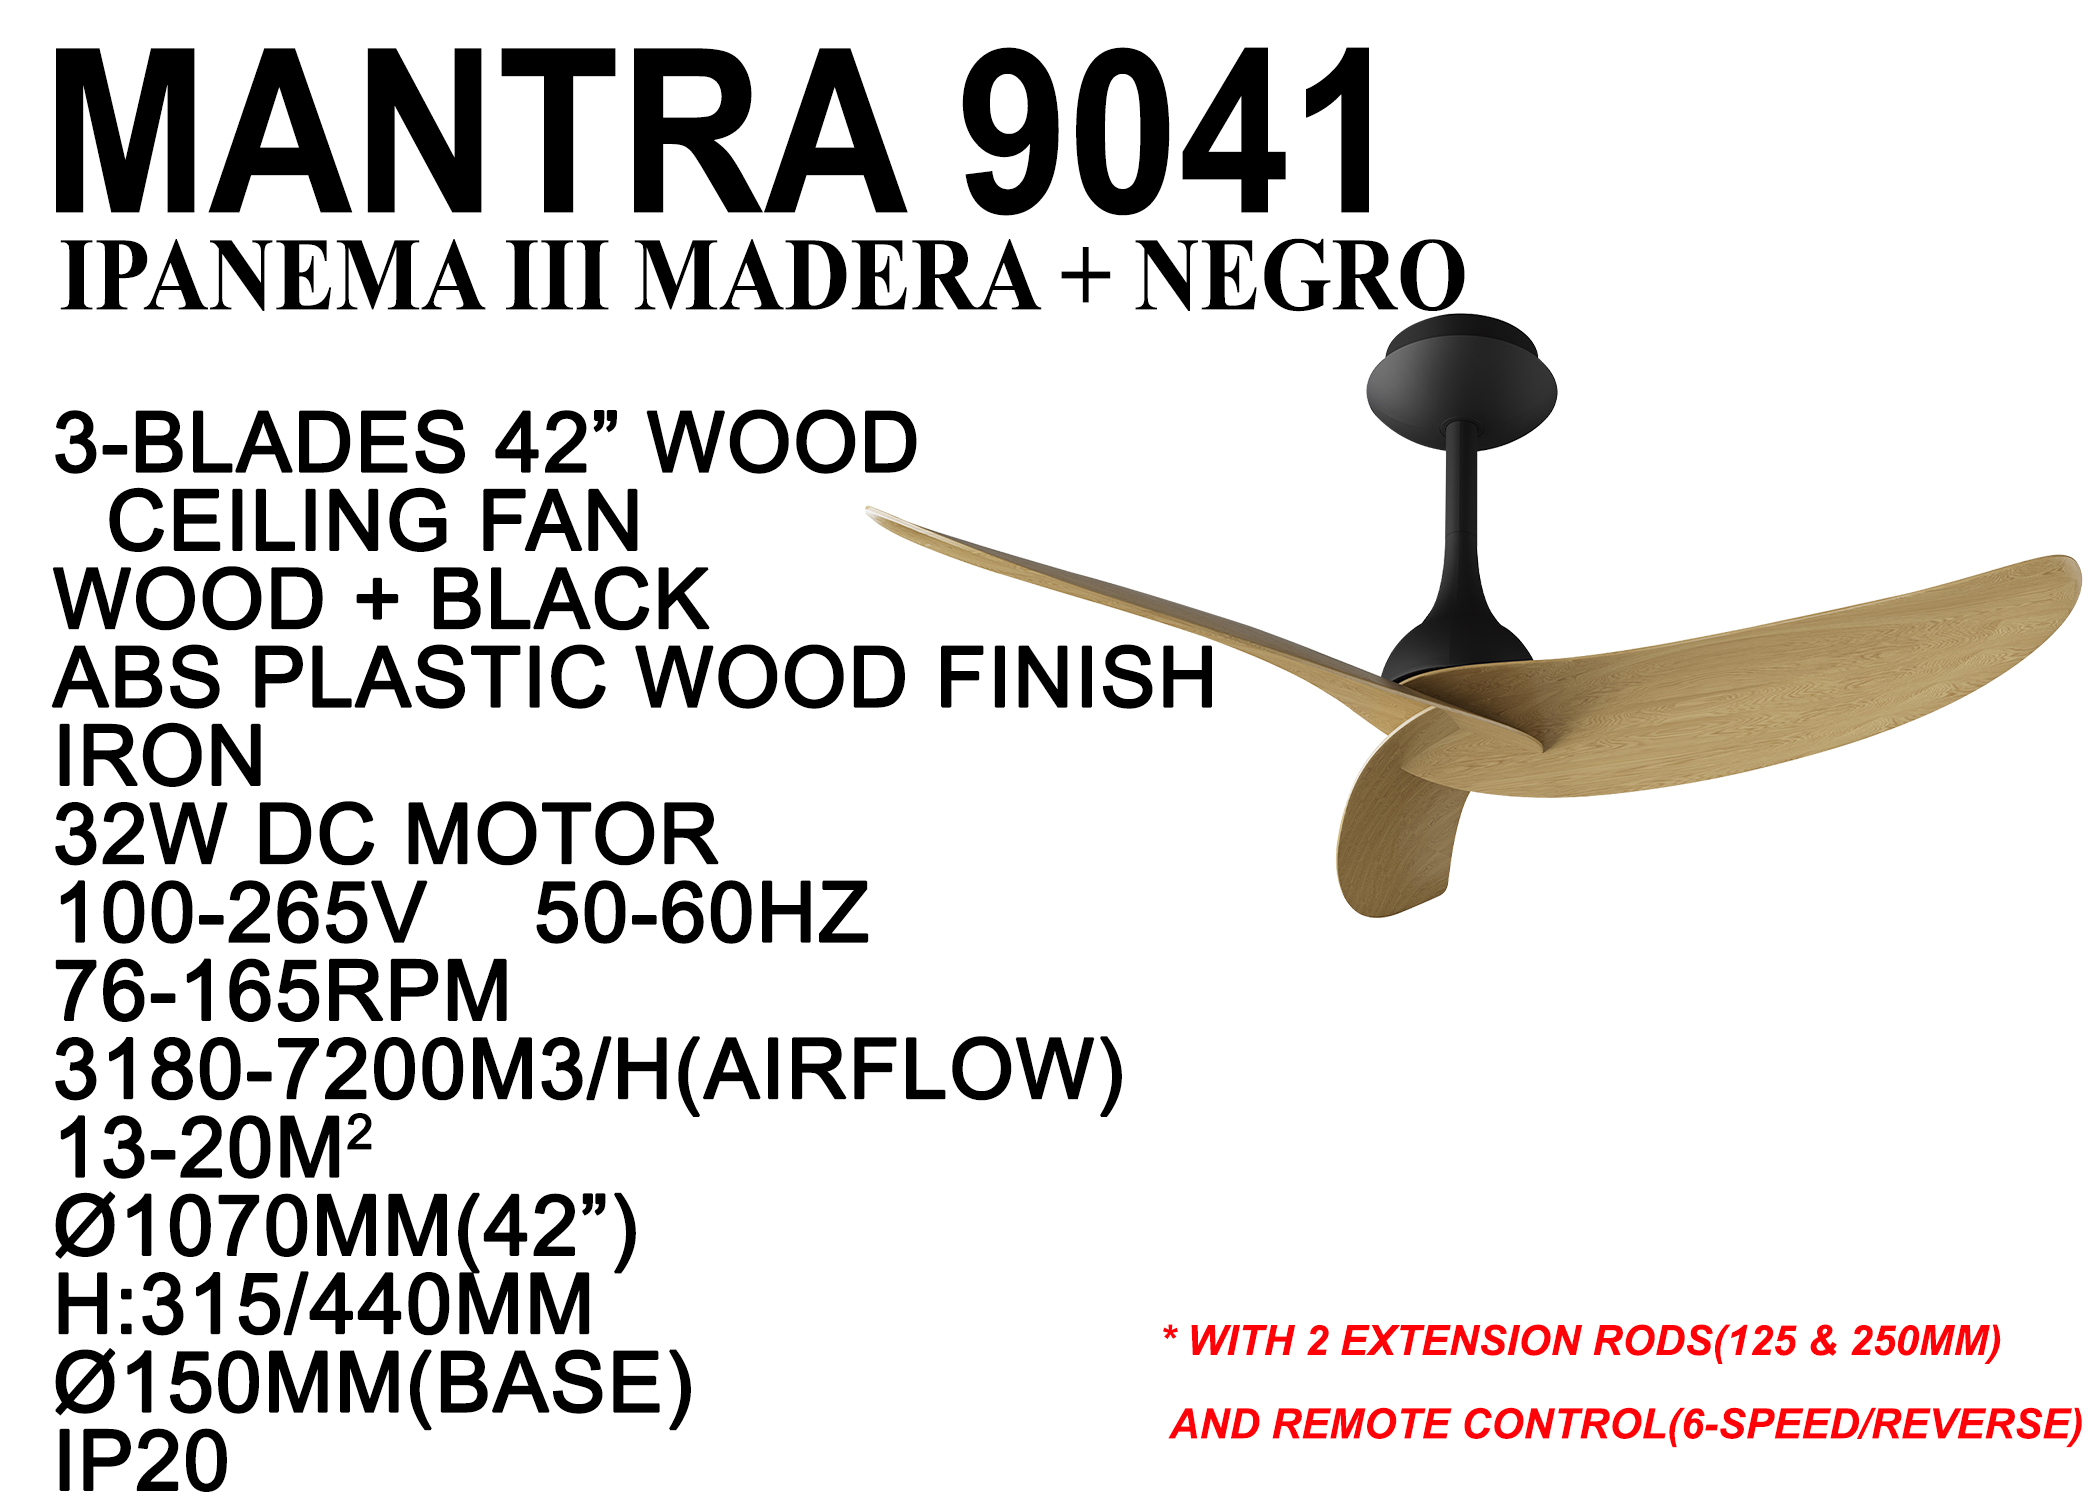 MANTRA 9041
IPANEMA III MADERA + NEGRO
3-BLADES 42” WOOD
CEILING FAN
WOOD + BLACK
ABS PLASTIC WOOD FINISH
IRON
32W DC MOTOR
100-265V 50-60HZ
76-165RPM
3180-7200M3/H(AIRFLOW)
13-20M²
Ø1070MM(42”)
H:315/440MM
Ø150MM(BASE)
IP20
* WITH 2 EXTENSION RODS(125 & 250MM)
AND REMOTE CONTROL(6-SPEED/REVERSE)